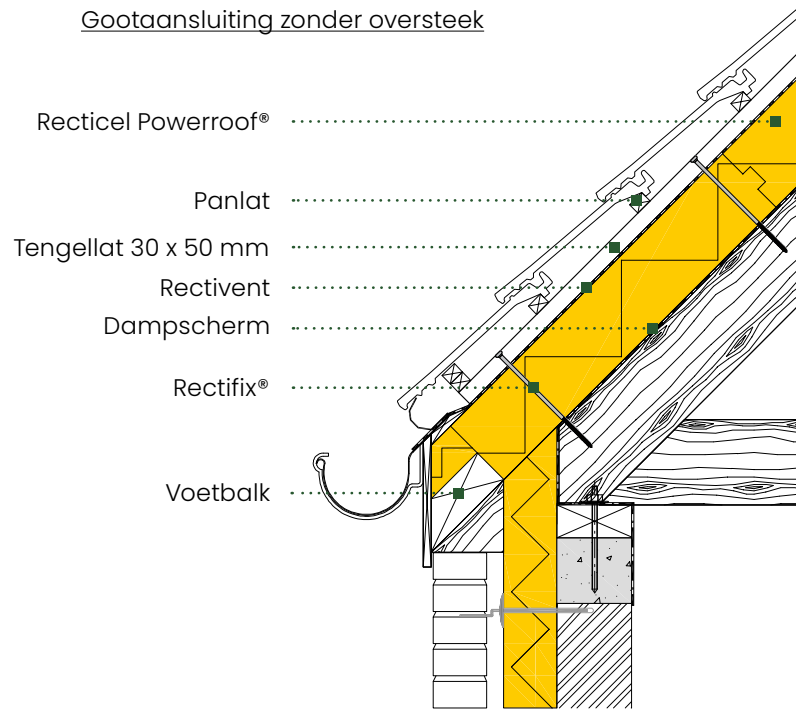 Gootaansluiting zonder oversteek
Recticel Powerroof®
Panlat
Tengellat 30 x 50 mm
Rectivent
Dampscherm
Rectifix®
Voetbalk